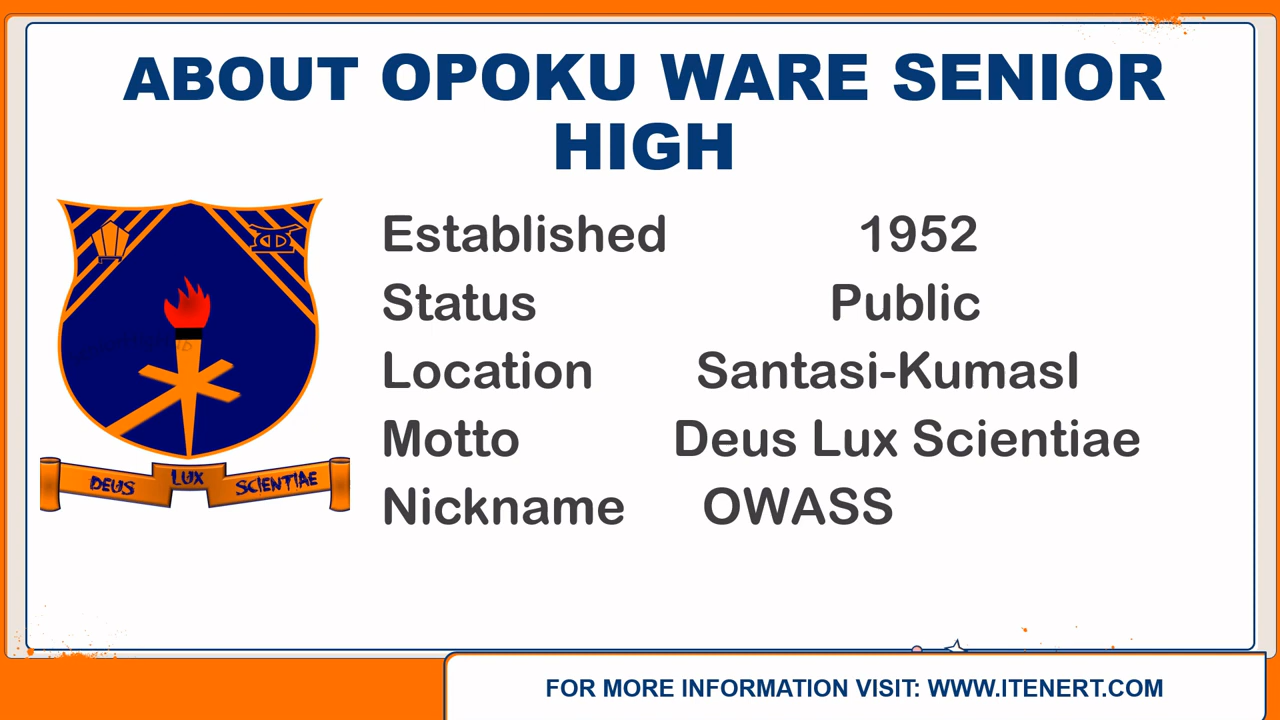 ABOUT OPOKU WARE SENIOR
HIGH
Established 1952
Status Public
Location Santasi-KumasI
Motto Deus Lux Scientiae
Nickname OWASS
DEUS LUX SCIENTIAE
FOR MORE INFORMATION VISIT: WWW.ITENERT.COM